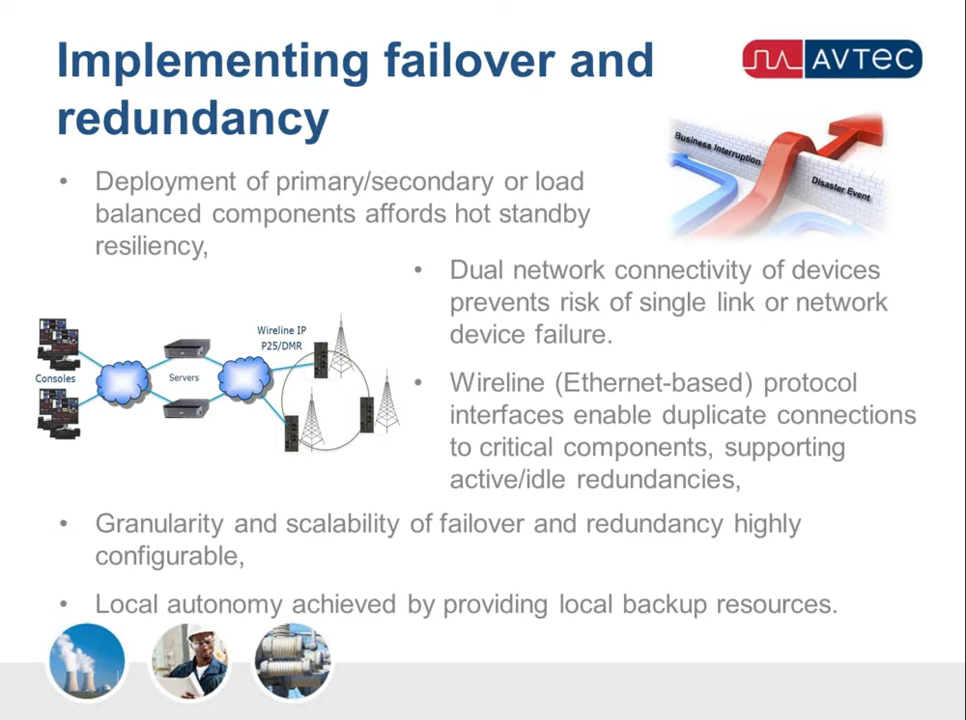 Implementing failover and
redundancy
AVTEC
Business Interruption
Disaster Event
• Deployment of primary/secondary or load
balanced components affords hot standby
resiliency,
• Dual network connectivity of devices
prevents risk of single link or network
device failure.
Wireline IP
P25/DMR
Consoles
Servers
• Wireline (Ethernet-based) protocol
interfaces enable duplicate connections
to critical components, supporting
active/idle redundancies,
• Granularity and scalability of failover and redundancy highly
configurable,
• Local autonomy achieved by providing local backup resources.